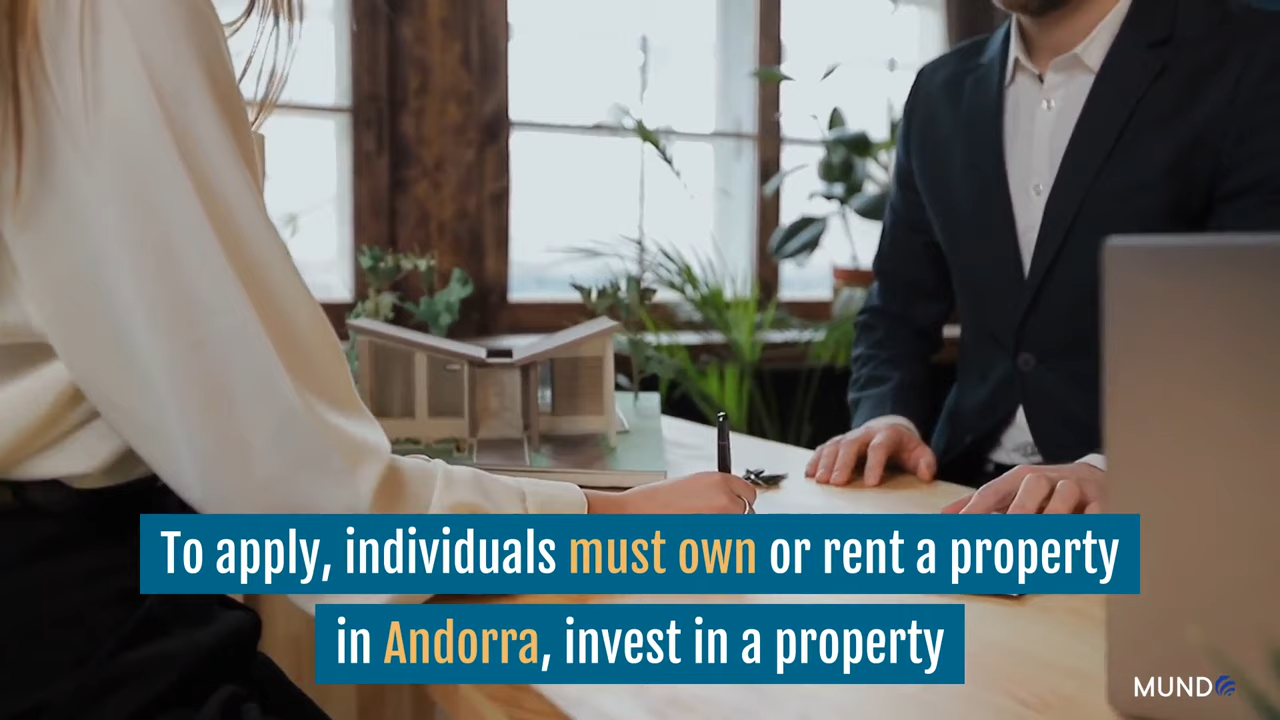 To apply, individuals must own or rent a property
in Andorra, invest in a property
MUNDO